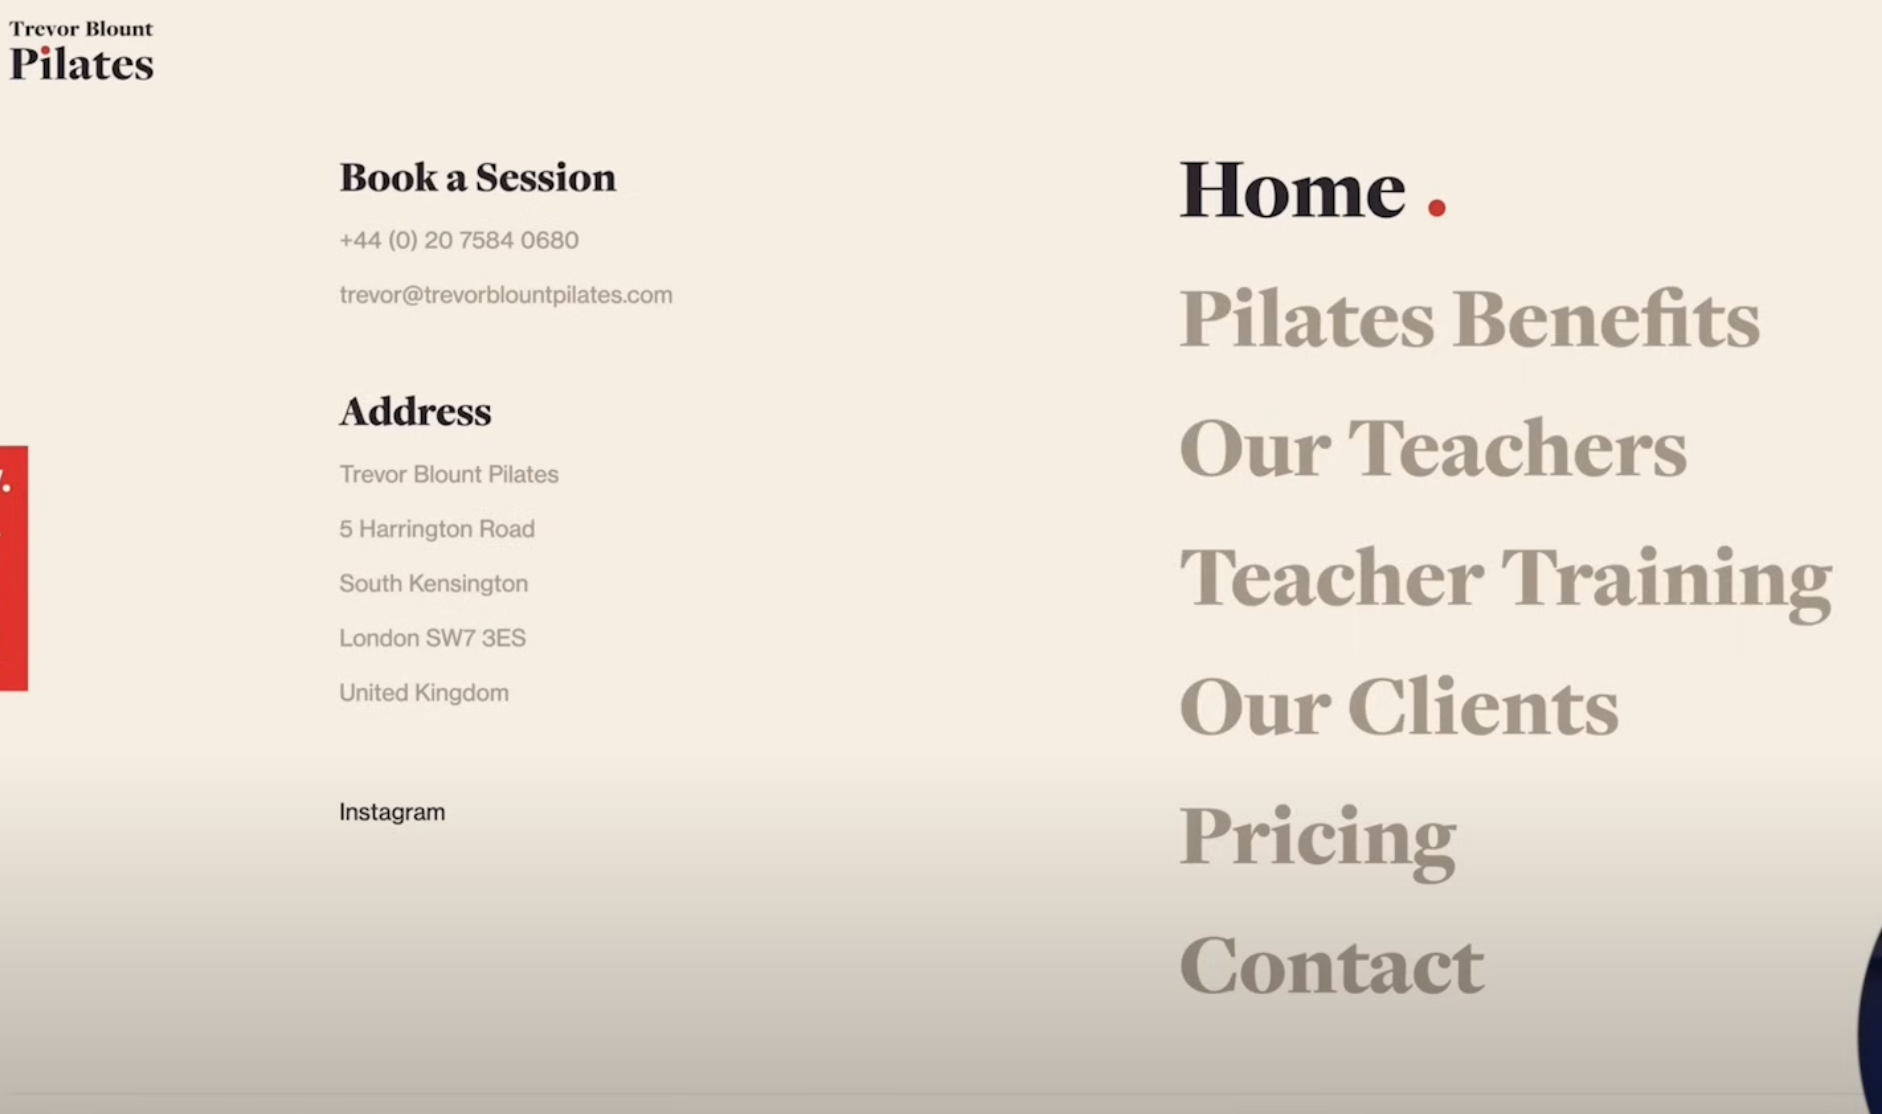 Trevor Blount
Pilates
Book a Session
+44 (0) 20 7584 0680
trevor@trevorblountpilates.com
Address
Trevor Blount Pilates
5 Harrington Road
South Kensington
London SW7 3ES
United Kingdom
Instagram
Home .
Pilates Benefits
Our Teachers
Teacher Training
Our Clients
Pricing
Contact